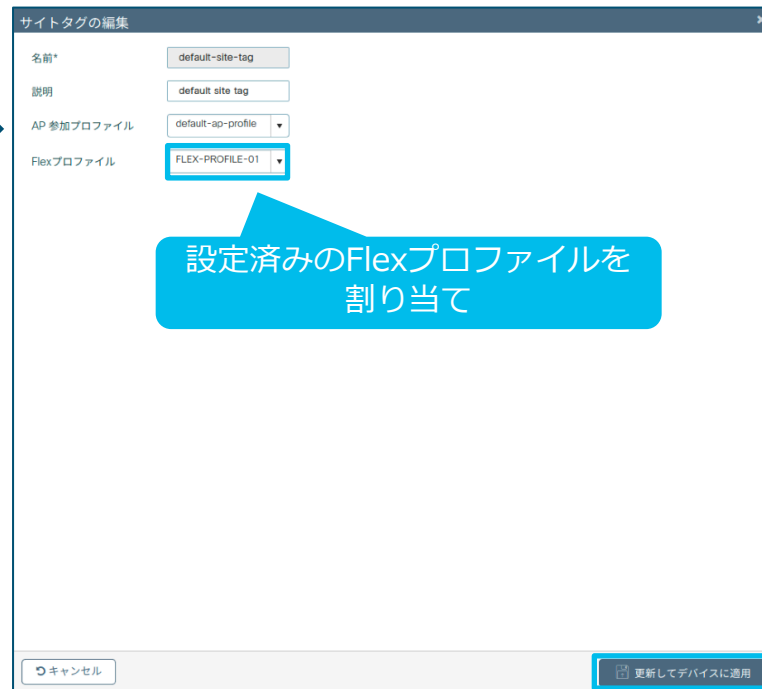 サイトタグの編集
名前* default-site-tag
説明 default site tag
AP 参加プロファイル default-ap-profile
Flexプロファイル FLEX-PROFILE-01
設定済みのFlexプロファイルを
割り当て
キャンセル 更新してデバイスに適用